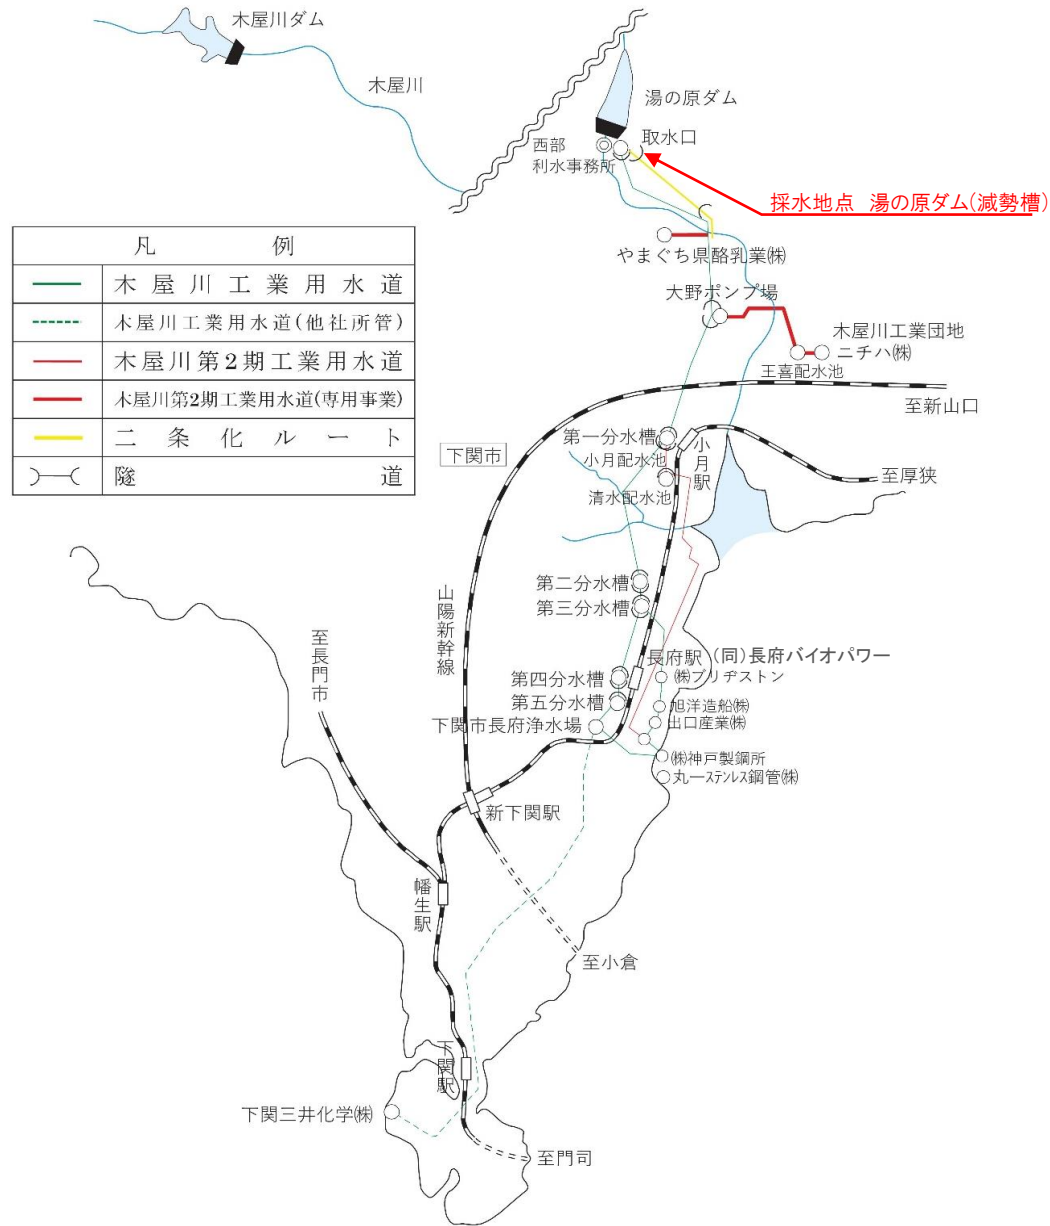 木屋川ダム
木屋川
湯の原ダム
取水口
西部
利水事務所
採水地点 湯の原ダム(減勢槽)
凡 例
木屋川工業用水道
木屋川工業用水道(他社所管)
木屋川第2期工業用水道
木屋川第2期工業用水道(専用事業)
二条化ルート
隧道
やまぐち県酪乳業㈱
大野ポンプ場
木屋川工業団地
ニチハ㈱
王喜配水池
至新山口
下関市
第一分水槽
小月配水池
小月駅
清水配水池
至厚狭
第二分水槽
第三分水槽
山陽新幹線
至長門市
長府駅
(同)長府バイオパワー
第四分水槽
㈱ブリヂストン
第五分水槽
旭洋造船㈱
下関市長府浄水場
出口産業㈱
㈱神戸製鋼所
丸一ステンレス鋼管㈱
新下関駅
幡生駅
至小倉
下関駅
下関三井化学㈱
至門司